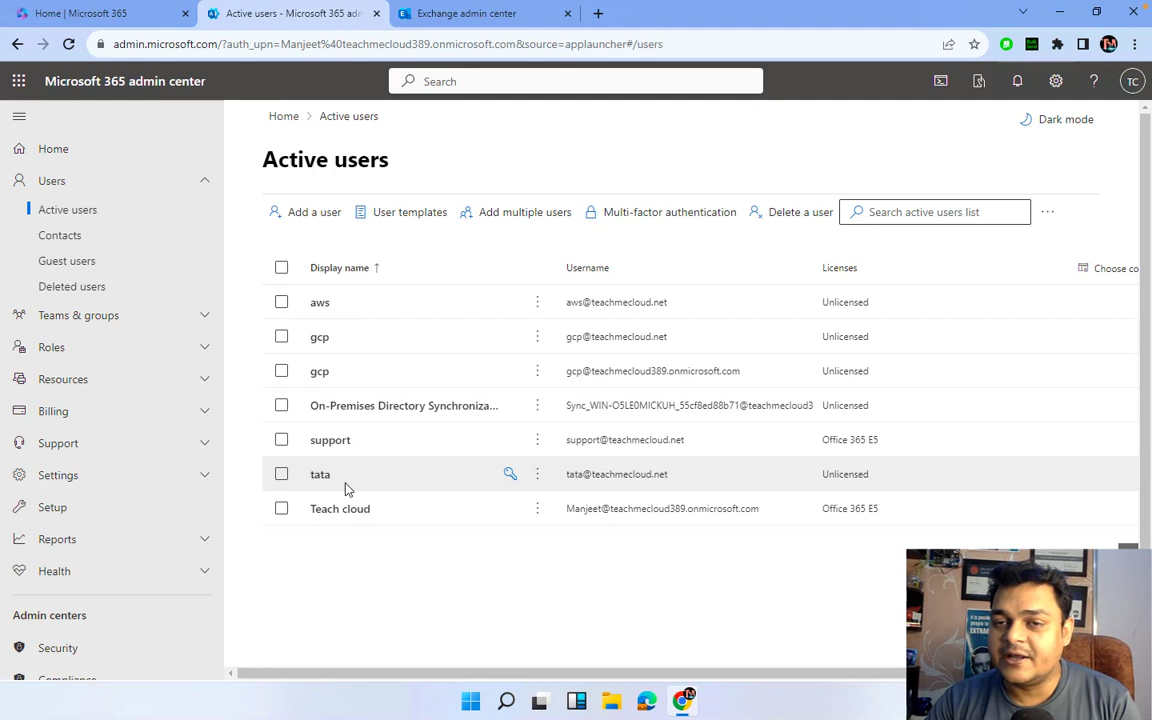 Home | Microsoft 365
Active users - Microsoft 365 adm
Exchange admin center
admin.microsoft.com/?auth_upn=Manjeet%40teachmecloud389.onmicrosoft.com&source=applauncher#/users
Microsoft 365 admin center
Search
TC
Home
Users
Active users
Contacts
Guest users
Deleted users
Teams & groups
Roles
Resources
Billing
Support
Settings
Setup
Reports
Health
Admin centers
Security
Compliance
Home > Active users
Dark mode
Active users
Add a user
User templates
Add multiple users
Multi-factor authentication
Delete a user
Search active users list
Display name ↑ Username Licenses Choose co
aws aws@teachmecloud.net Unlicensed
gcp gcp@teachmecloud.net Unlicensed
gcp gcp@teachmecloud389.onmicrosoft.com Unlicensed
On-Premises Directory Synchroniza... Sync_WIN-O5LE0MICKUH_55cf8ed88b71@teachmecloud3 Unlicensed
support support@teachmecloud.net Office 365 E5
tata tata@teachmecloud.net Unlicensed
Teach cloud Manjeet@teachmecloud389.onmicrosoft.com Office 365 E5